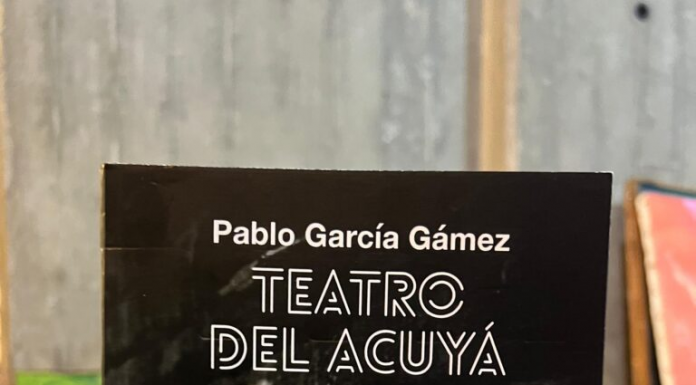 Pablo García Gámez
TEATRO
DEL ACUYÁ